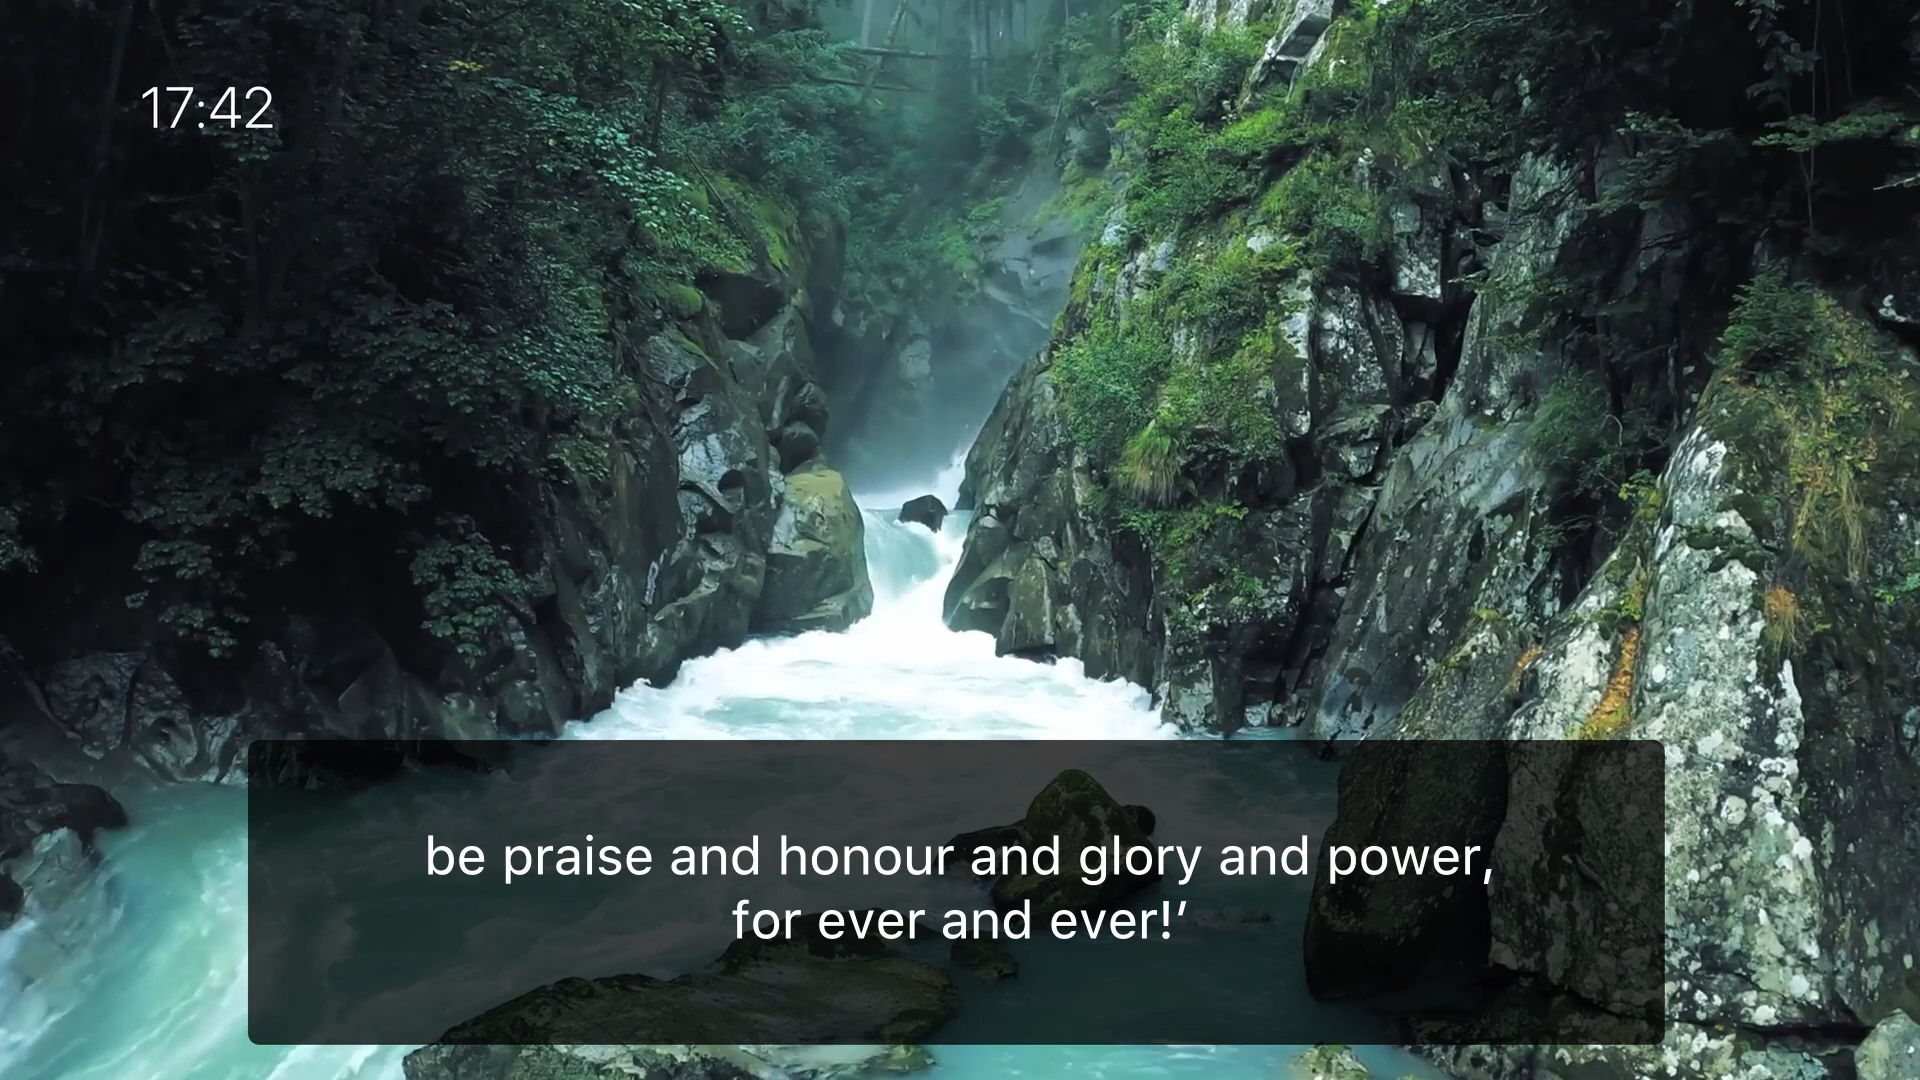 17:42
be praise and honour and glory and power,
for ever and ever!’